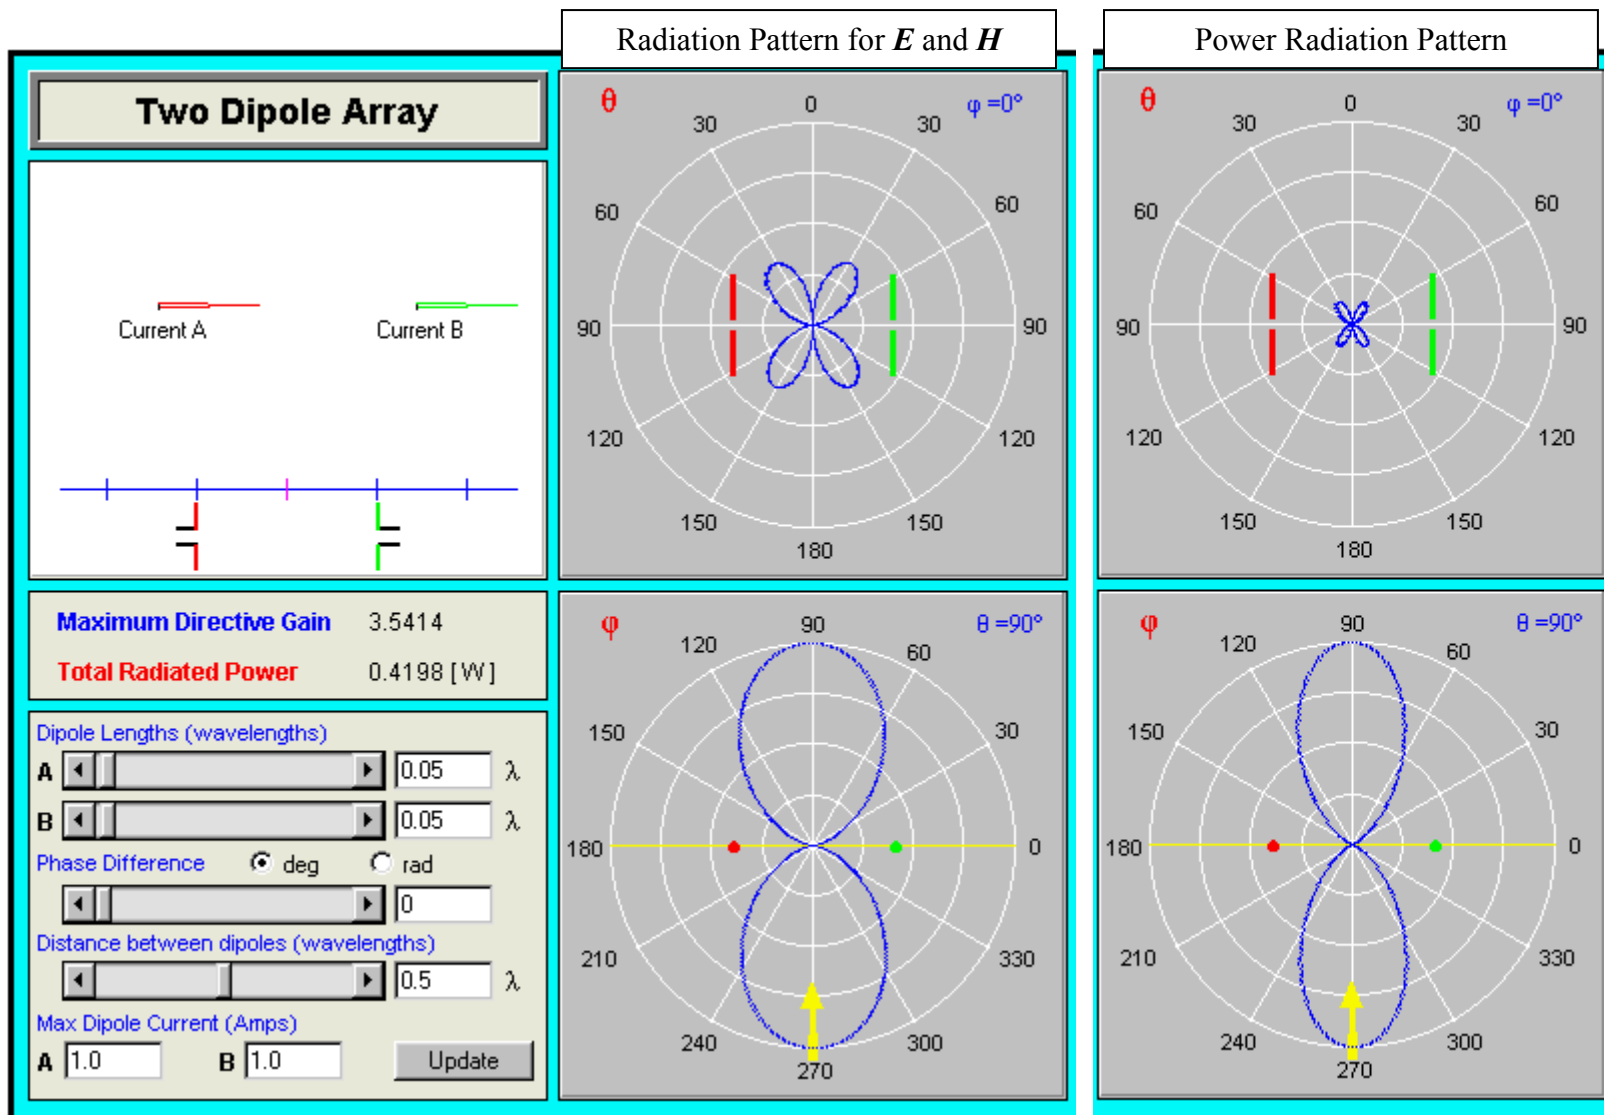 Radiation Pattern for E and H
Power Radiation Pattern
Two Dipole Array
Current A
Current B
Maximum Directive Gain 3.5414
Total Radiated Power 0.4198 [W]
Dipole Lengths (wavelengths)
A 0.05 λ
B 0.05 λ
Phase Difference deg rad
0
Distance between dipoles (wavelengths)
0.5 λ
Max Dipole Current (Amps)
A 1.0 B 1.0 Update
θ 0 φ =0°
30 30
60 60
90 90
120 120
150 150
180
φ 90 θ =90°
120 60
150 30
180 0
210 330
240 300
270
θ 0 φ =0°
30 30
60 60
90 90
120 120
150 150
180
φ 90 θ =90°
120 60
150 30
180 0
210 330
240 300
270